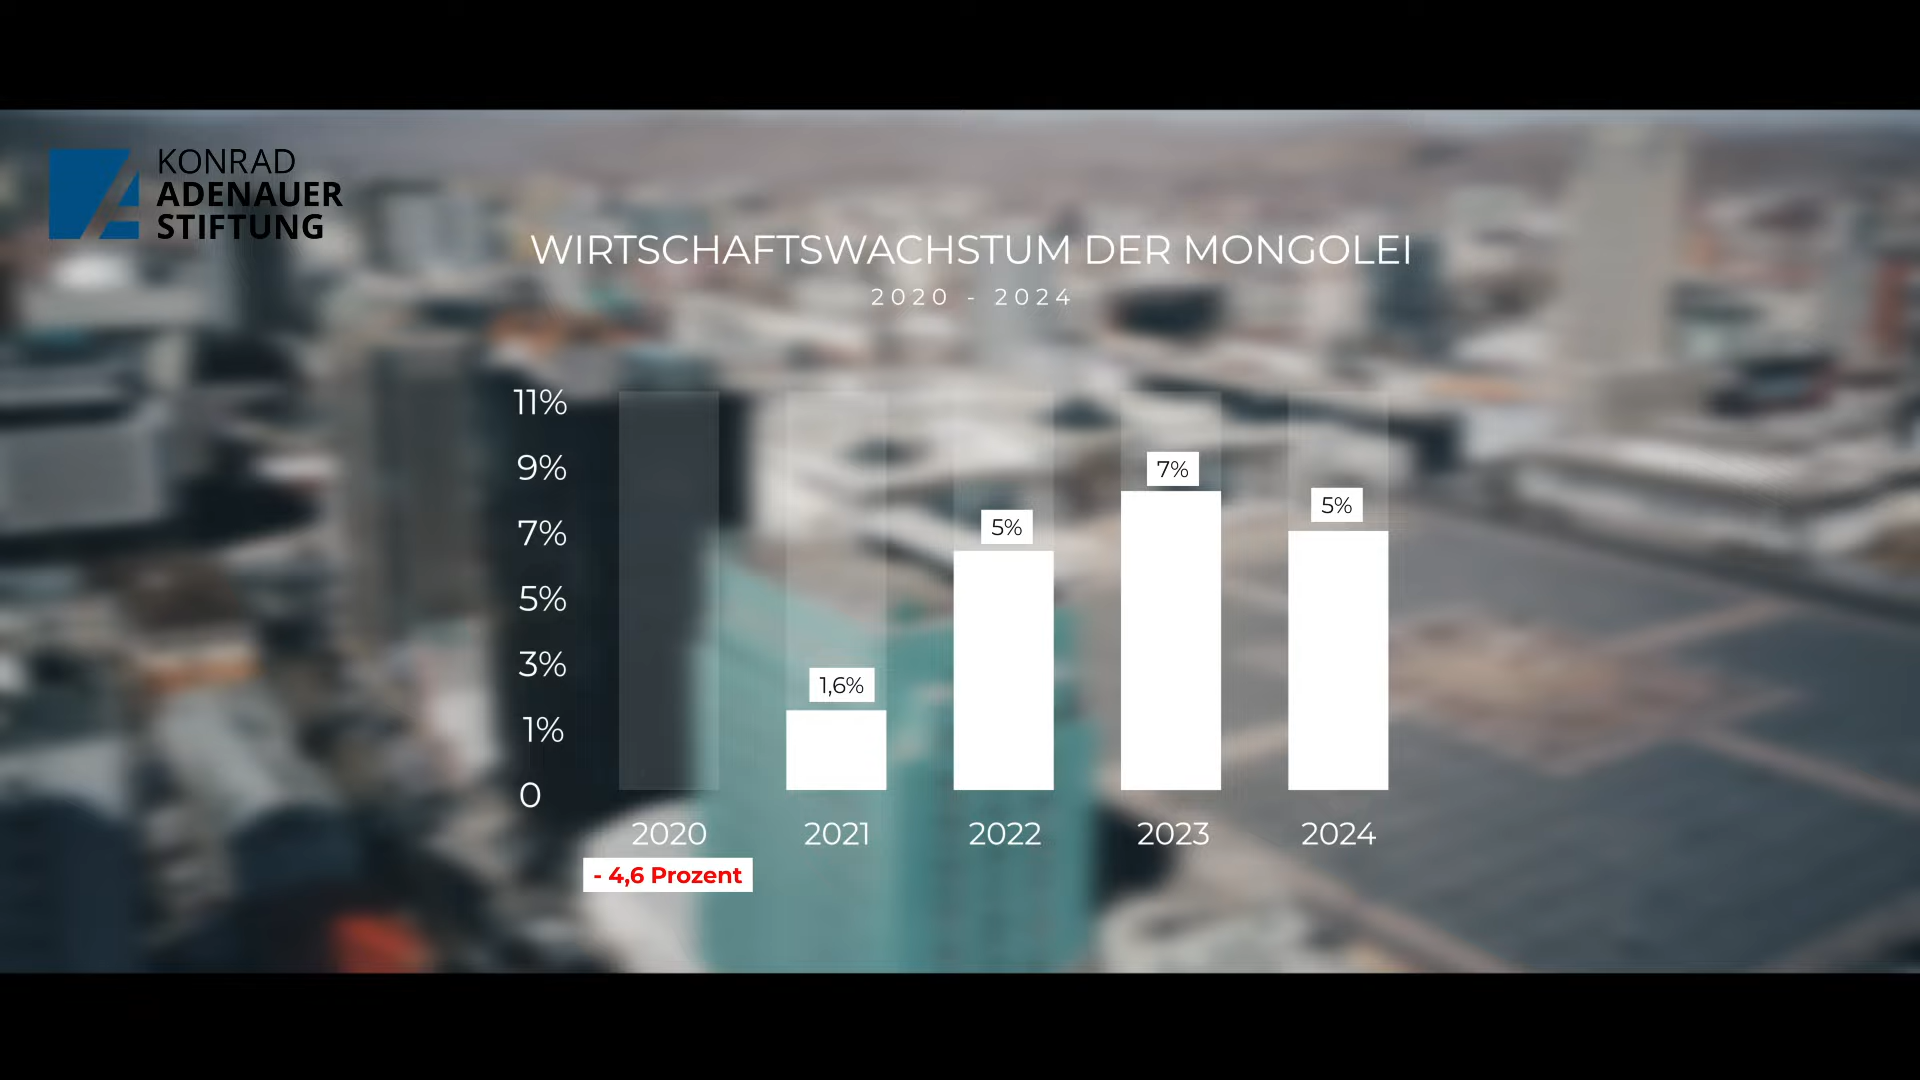 KONRAD
ADENAUER
STIFTUNG
WIRTSCHAFTSWACHSTUM DER MONGOLEI
2020 - 2024
11%
9%
7%
5%
3%
1%
0
1,6%
5%
7%
5%
2020
2021
2022
2023
2024
- 4,6 Prozent